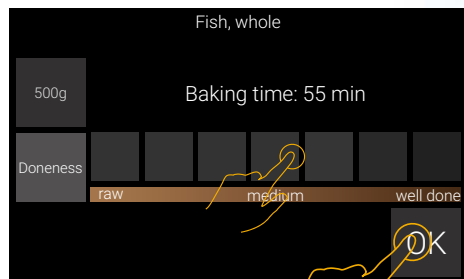 Fish, whole
500g
Baking time: 55 min
Doneness
raw medium well done
OK